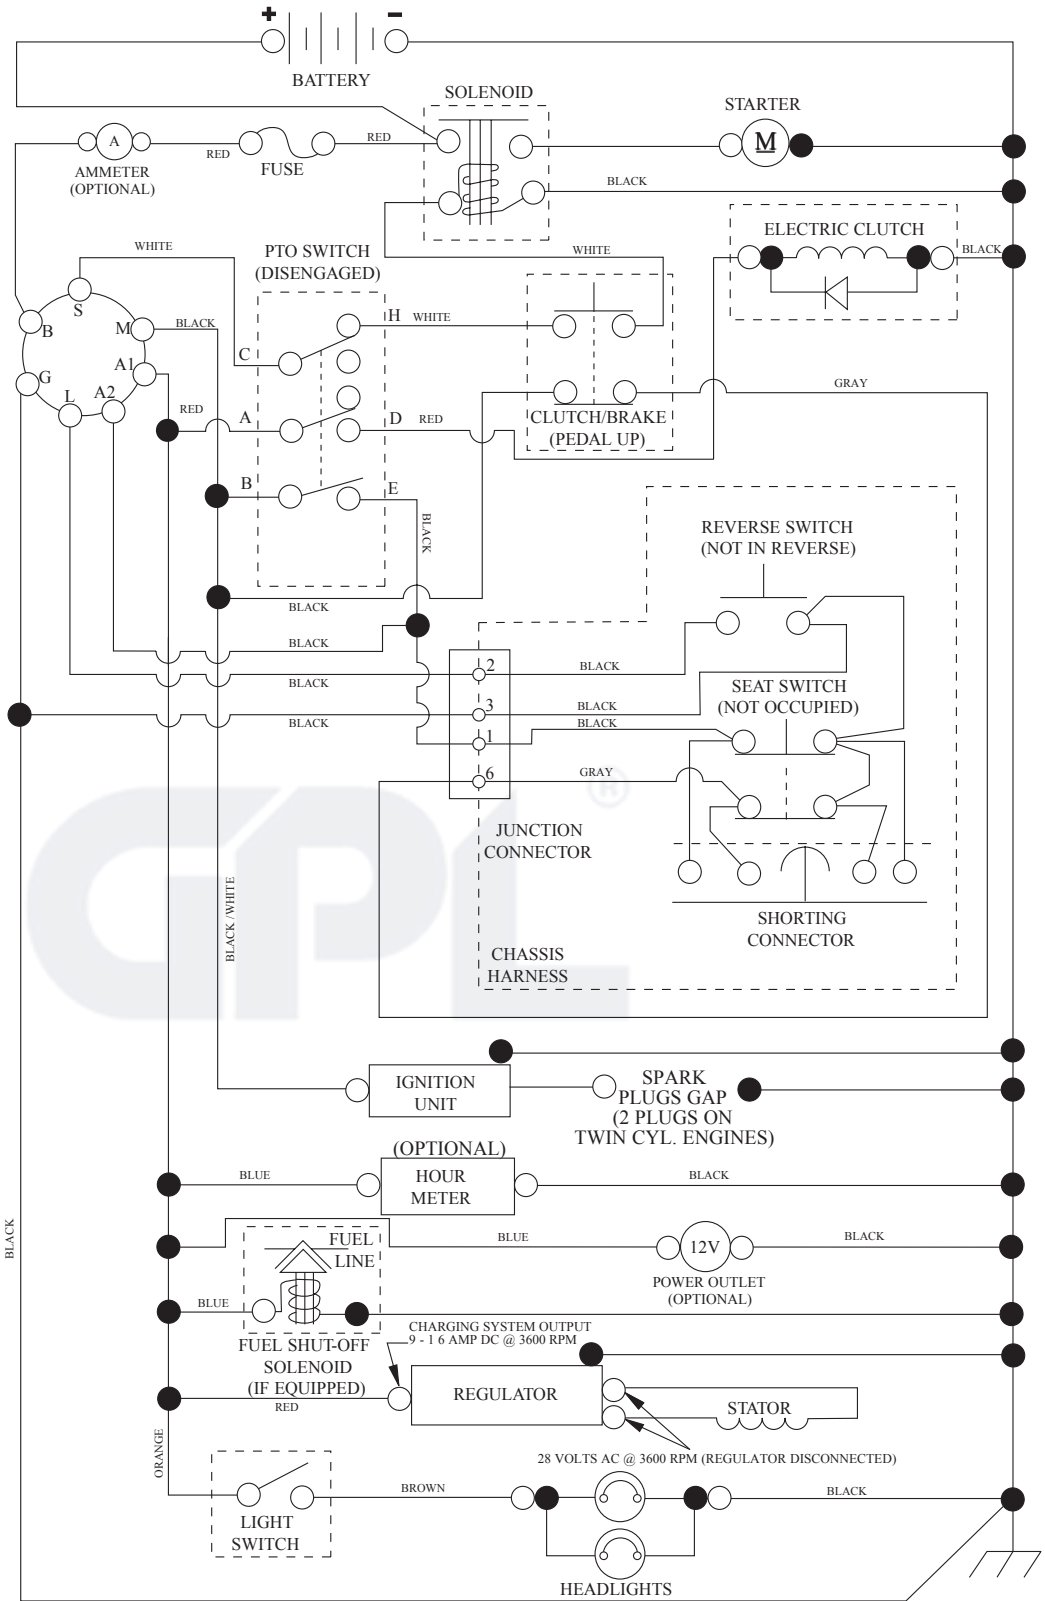 + −
BATTERY
SOLENOID
STARTER
A
RED
FUSE
RED
M
AMMETER
(OPTIONAL)
BLACK
WHITE
PTO SWITCH
(DISENGAGED)
WHITE
ELECTRIC CLUTCH
BLACK
S
B
M
BLACK
H
WHITE
G
A1
C
L
A2
RED
A
D
RED
GRAY
CLUTCH/BRAKE
(PEDAL UP)
B
E
BLACK
REVERSE SWITCH
(NOT IN REVERSE)
BLACK
BLACK
2
BLACK
BLACK
SEAT SWITCH
(NOT OCCUPIED)
3
BLACK
BLACK
BLACK
1
6
GRAY
GPL ®
JUNCTION
CONNECTOR
BLACK / WHITE
SHORTING
CONNECTOR
CHASSIS
HARNESS
IGNITION
UNIT
SPARK
PLUGS GAP
(2 PLUGS ON
TWIN CYL. ENGINES)
(OPTIONAL)
HOUR
METER
BLUE
BLACK
BLACK
FUEL
LINE
BLUE
12V
BLACK
POWER OUTLET
(OPTIONAL)
BLUE
CHARGING SYSTEM OUTPUT
9 - 1 6 AMP DC @ 3600 RPM
FUEL SHUT-OFF
SOLENOID
(IF EQUIPPED)
RED
REGULATOR
STATOR
ORANGE
28 VOLTS AC @ 3600 RPM (REGULATOR DISCONNECTED)
BROWN
BLACK
LIGHT
SWITCH
HEADLIGHTS